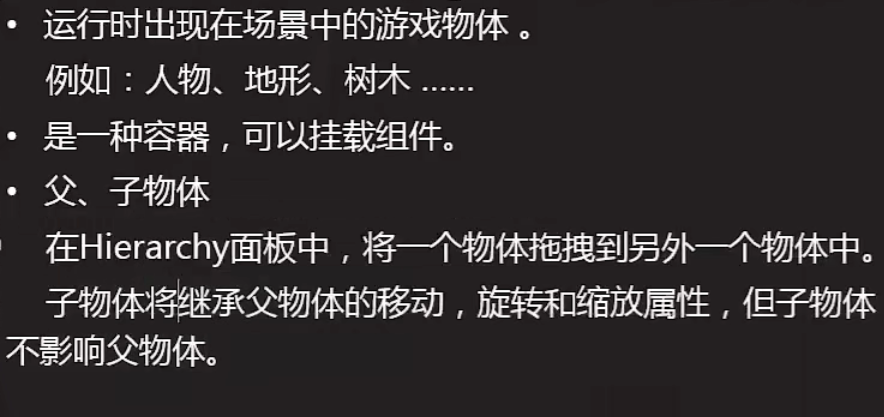 • 运行时出现在场景中的游戏物体 。
例如：人物、地形、树木 ......
• 是一种容器，可以挂载组件。
• 父、子物体
在Hierarchy面板中，将一个物体拖拽到另外一个物体中。
子物体将继承父物体的移动，旋转和缩放属性，但子物体
不影响父物体。